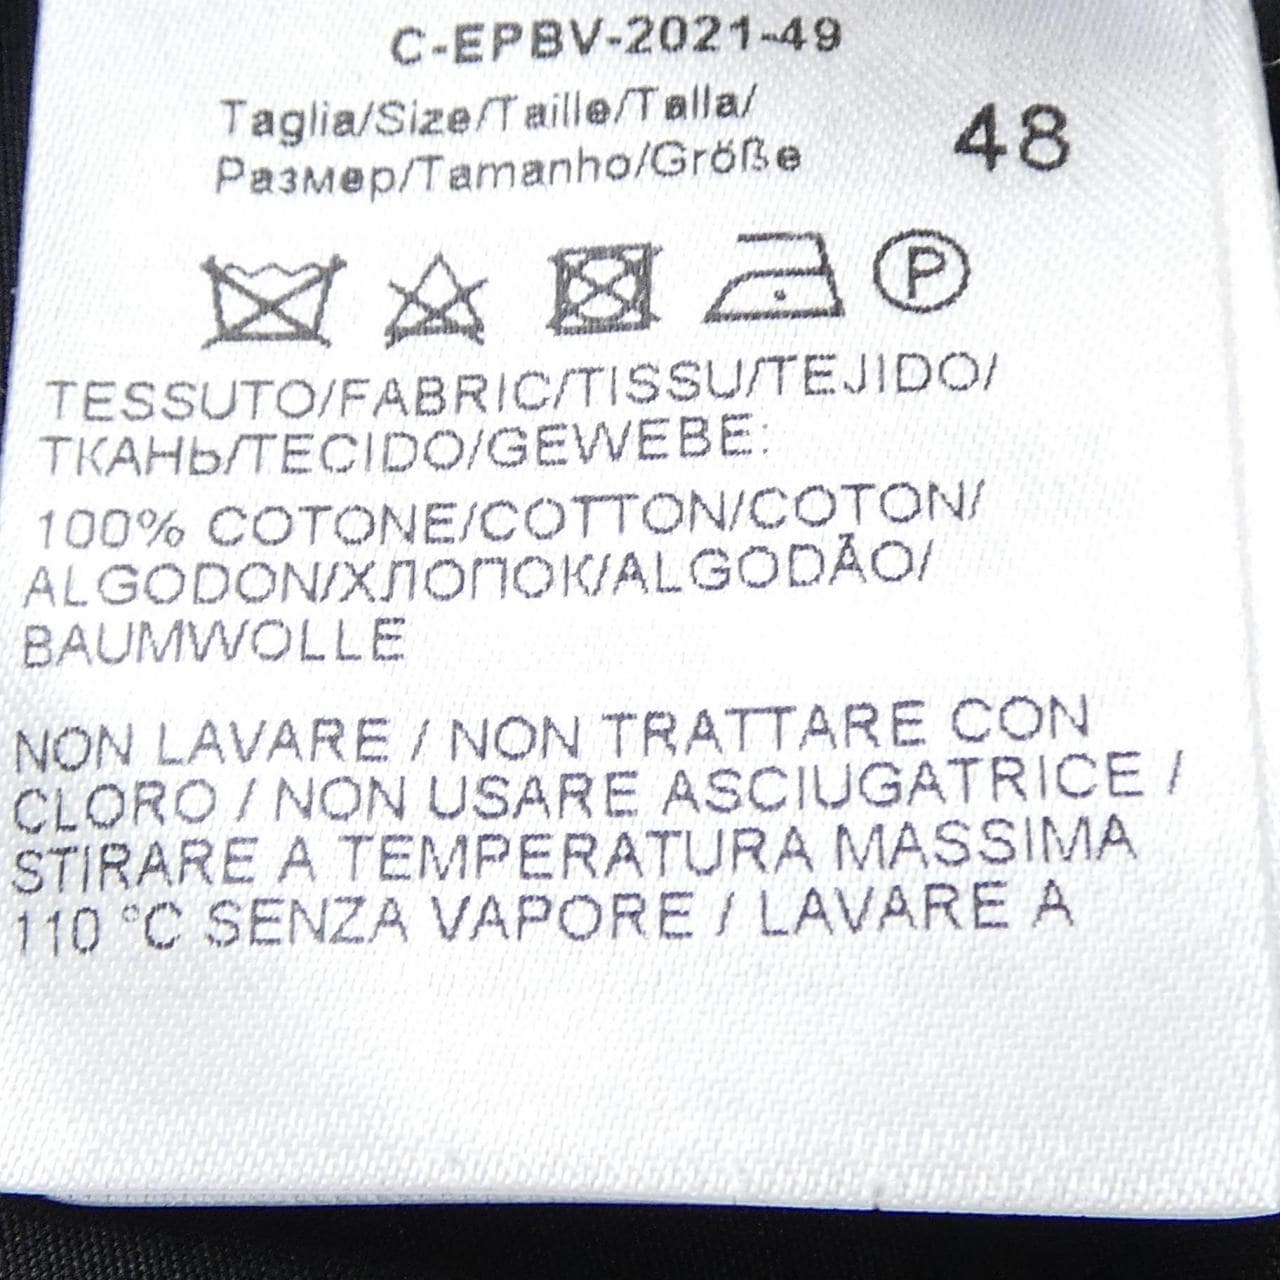 C-EPBV-2021-49
Taglia/Size/Taille/Talla/
Размер/Tamanho/Größe
48
P
TESSUTO/FABRIC/TISSU/TEJIDO/
ТКАНЬ/TECIDO/GEWEBE:
100% COTONE/COTTON/COTON/
ALGODON/ХЛОПОК/ALGODÃO/
BAUMWOLLE
NON LAVARE / NON TRATTARE CON
CLORO / NON USARE ASCIUGATRICE /
STIRARE A TEMPERATURA MASSIMA
110 °C SENZA VAPORE / LAVARE A